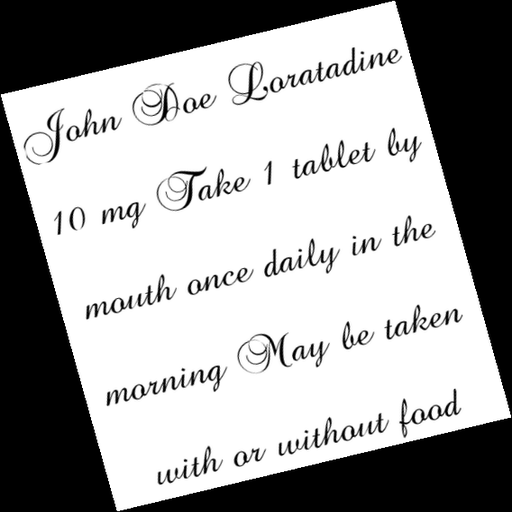 John Doe Loratadine
10 mg Take 1 tablet by
mouth once daily in the
morning May be taken
with or without food